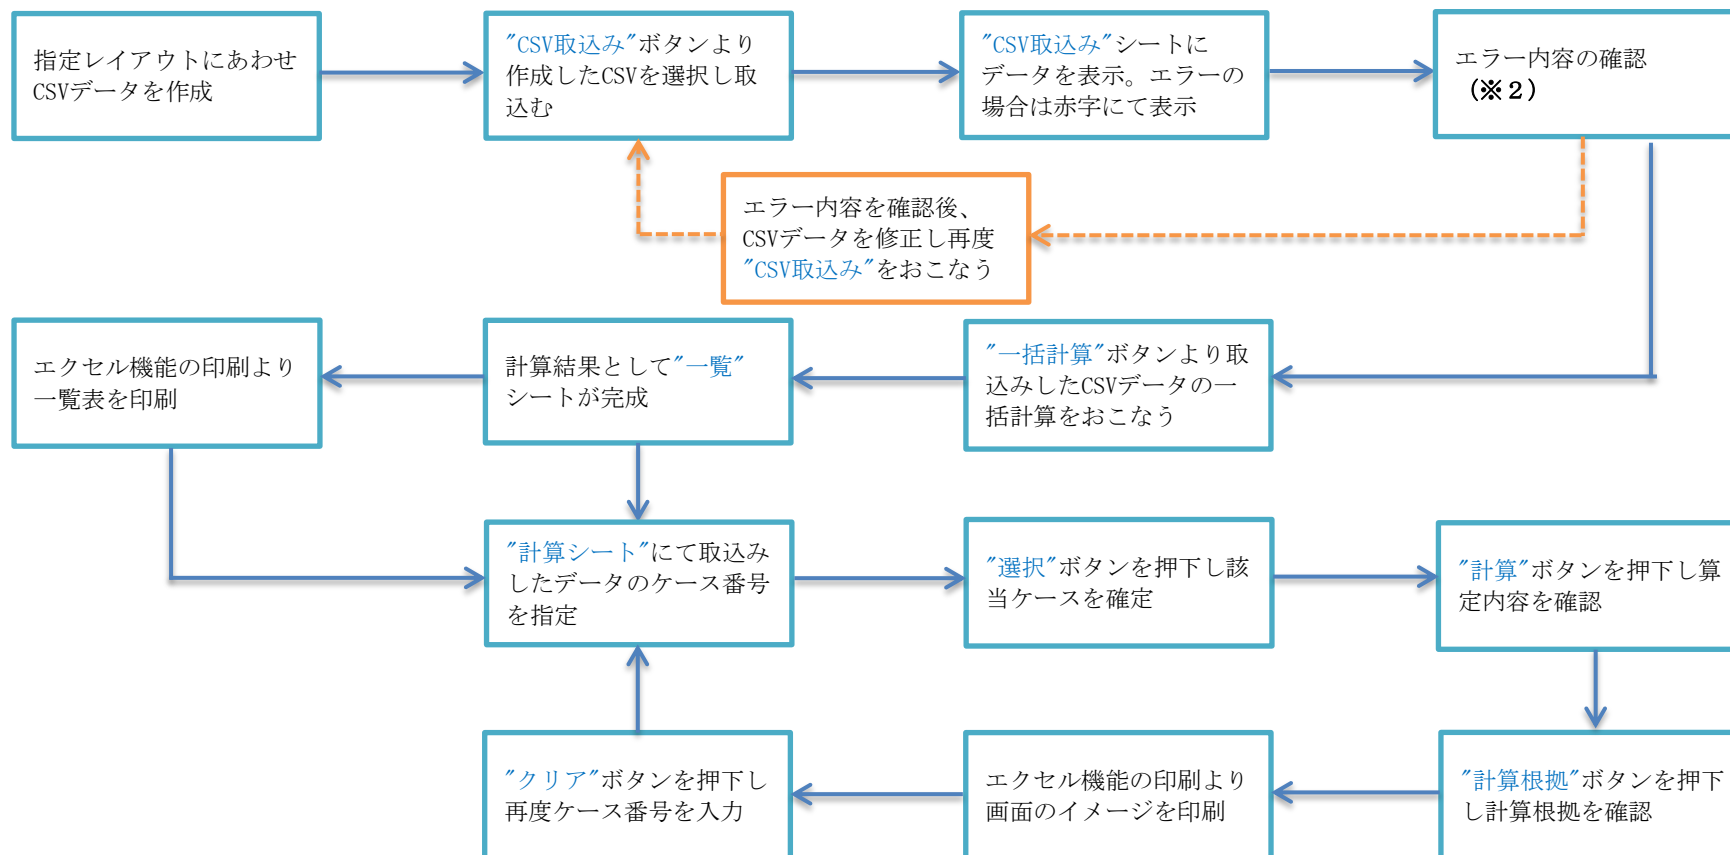 指定レイアウトにあわせ
CSVデータを作成
"CSV取込み"ボタンより
作成したCSVを選択し取
込む
"CSV取込み"シートに
データを表示。エラーの
場合は赤字にて表示
エラー内容の確認
(※２)
エラー内容を確認後、
CSVデータを修正し再度
"CSV取込み"をおこなう
エクセル機能の印刷より
一覧表を印刷
計算結果として"一覧"
シートが完成
"一括計算"ボタンより取
込みしたCSVデータの一
括計算をおこなう
"計算シート"にて取込み
したデータのケース番号
を指定
"選択"ボタンを押下し該
当ケースを確定
"計算"ボタンを押下し算
定内容を確認
"クリア"ボタンを押下し
再度ケース番号を入力
エクセル機能の印刷より
画面のイメージを印刷
"計算根拠"ボタンを押下
し計算根拠を確認